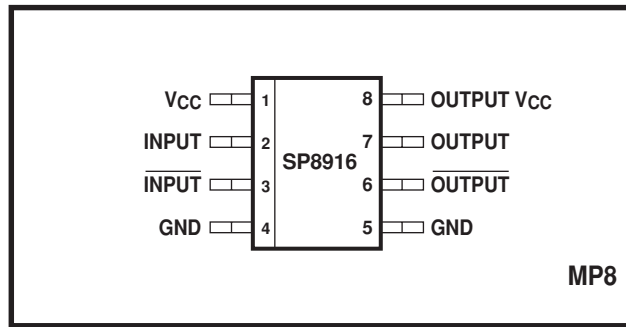 VCC 1 8 OUTPUT VCC
INPUT 2 7 OUTPUT
SP8916
INPUT 3 6 OUTPUT
GND 4 5 GND
MP8